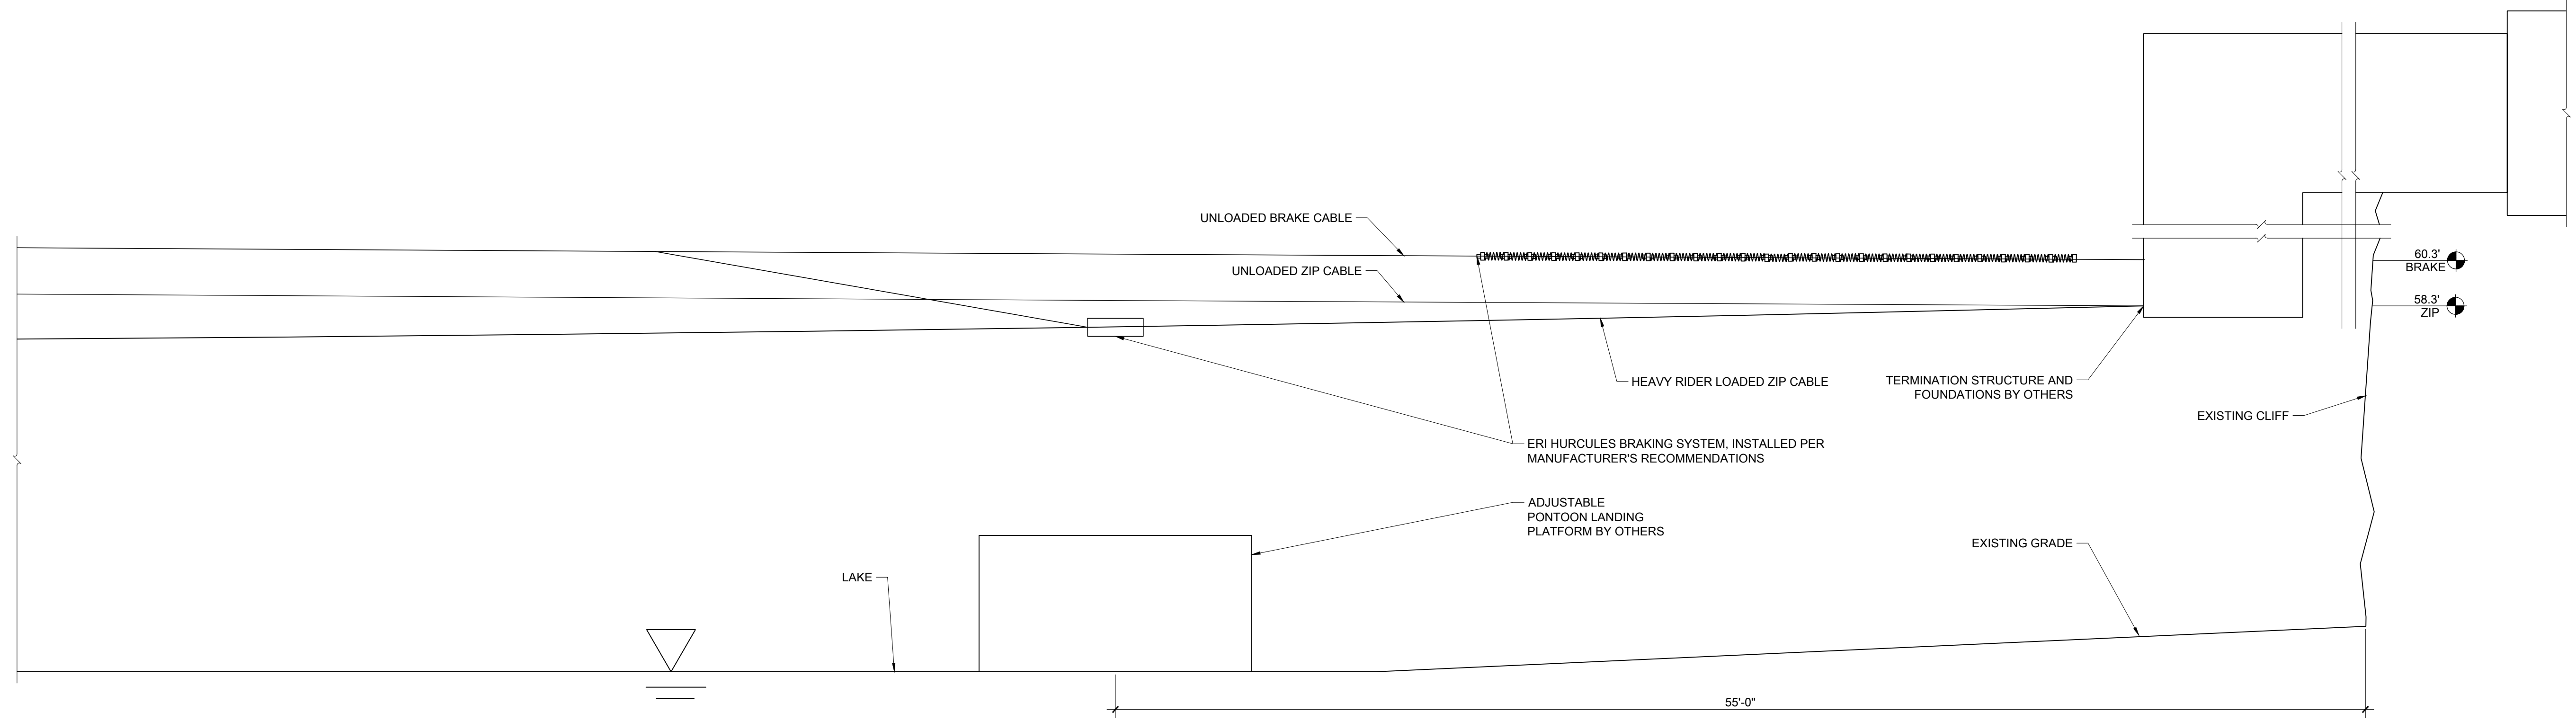 UNLOADED BRAKE CABLE
UNLOADED ZIP CABLE
60.3'
BRAKE
58.3'
ZIP
HEAVY RIDER LOADED ZIP CABLE
TERMINATION STRUCTURE AND
FOUNDATIONS BY OTHERS
EXISTING CLIFF
ERI HURCULES BRAKING SYSTEM, INSTALLED PER
MANUFACTURER'S RECOMMENDATIONS
ADJUSTABLE
PONTOON LANDING
PLATFORM BY OTHERS
EXISTING GRADE
LAKE
55'-0"